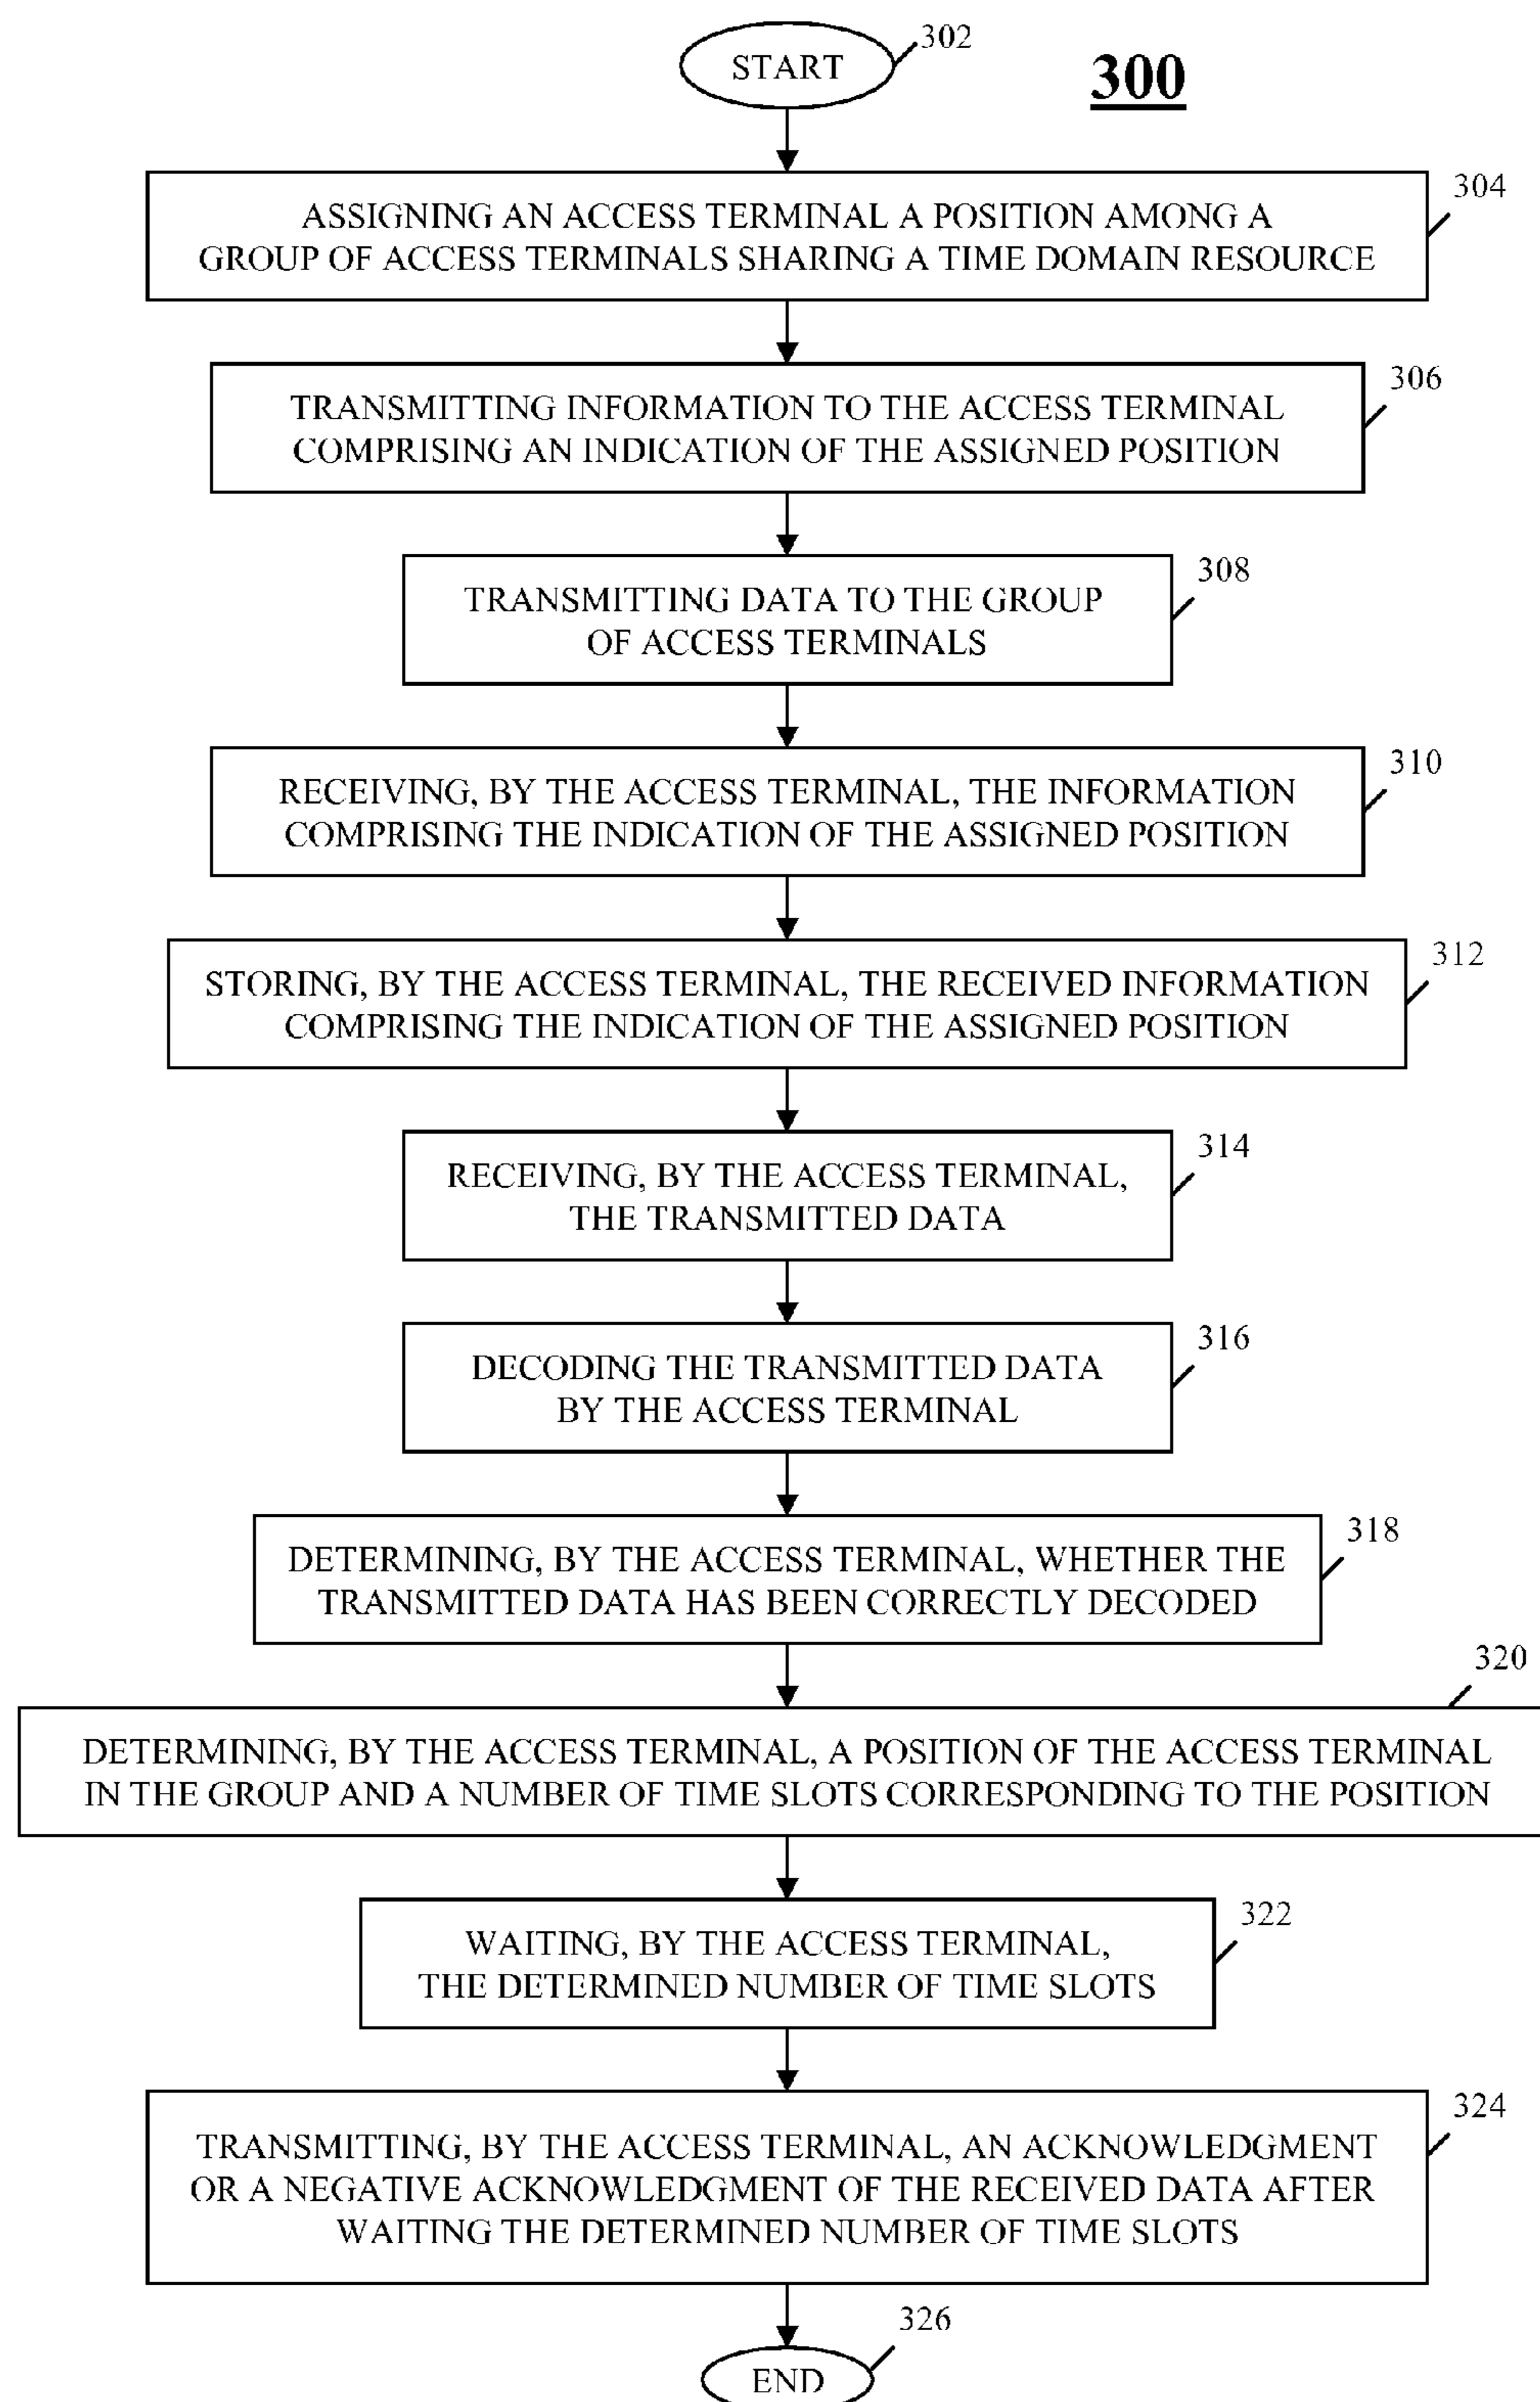 START
302
300
ASSIGNING AN ACCESS TERMINAL A POSITION AMONG A
GROUP OF ACCESS TERMINALS SHARING A TIME DOMAIN RESOURCE
304
TRANSMITTING INFORMATION TO THE ACCESS TERMINAL
COMPRISING AN INDICATION OF THE ASSIGNED POSITION
306
TRANSMITTING DATA TO THE GROUP
OF ACCESS TERMINALS
308
RECEIVING, BY THE ACCESS TERMINAL, THE INFORMATION
COMPRISING THE INDICATION OF THE ASSIGNED POSITION
310
STORING, BY THE ACCESS TERMINAL, THE RECEIVED INFORMATION
COMPRISING THE INDICATION OF THE ASSIGNED POSITION
312
RECEIVING, BY THE ACCESS TERMINAL,
THE TRANSMITTED DATA
314
DECODING THE TRANSMITTED DATA
BY THE ACCESS TERMINAL
316
DETERMINING, BY THE ACCESS TERMINAL, WHETHER THE
TRANSMITTED DATA HAS BEEN CORRECTLY DECODED
318
DETERMINING, BY THE ACCESS TERMINAL, A POSITION OF THE ACCESS TERMINAL
IN THE GROUP AND A NUMBER OF TIME SLOTS CORRESPONDING TO THE POSITION
320
WAITING, BY THE ACCESS TERMINAL,
THE DETERMINED NUMBER OF TIME SLOTS
322
TRANSMITTING, BY THE ACCESS TERMINAL, AN ACKNOWLEDGMENT
OR A NEGATIVE ACKNOWLEDGMENT OF THE RECEIVED DATA AFTER
WAITING THE DETERMINED NUMBER OF TIME SLOTS
324
END
326